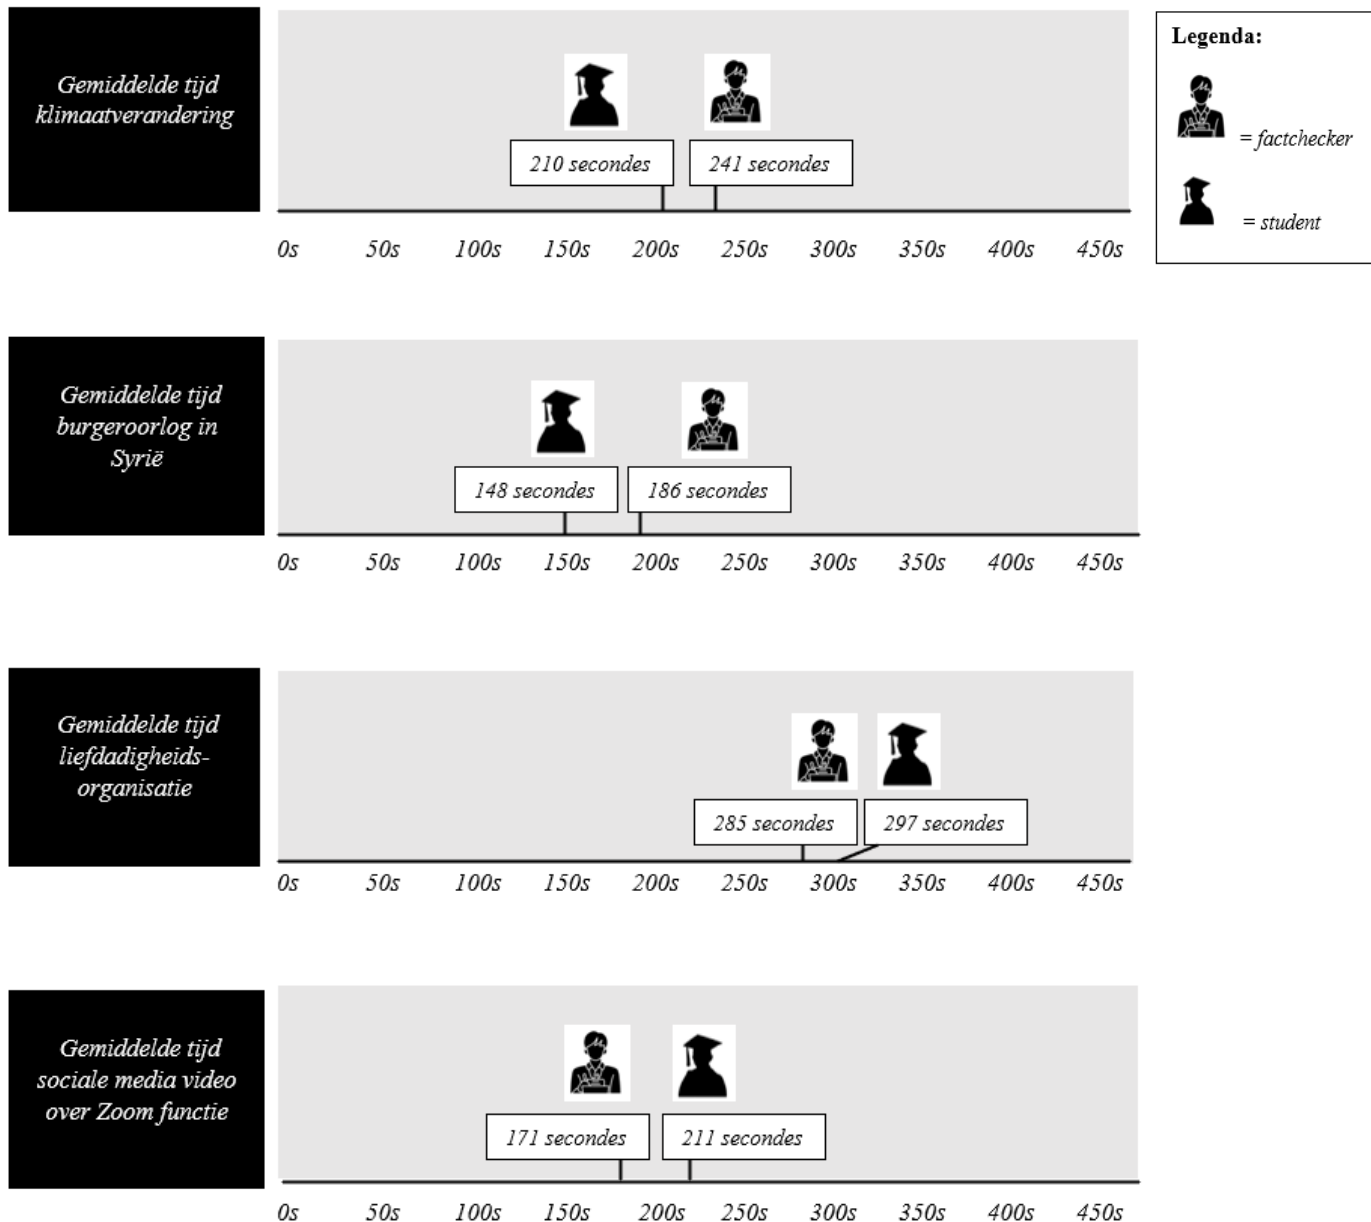 Gemiddelde tijd
klimaatverandering
210 secondes
241 secondes
0s 50s 100s 150s 200s 250s 300s 350s 400s 450s
Legenda:
= factchecker
= student
Gemiddelde tijd
burgeroorlog in
Syrië
148 secondes
186 secondes
0s 50s 100s 150s 200s 250s 300s 350s 400s 450s
Gemiddelde tijd
liefdadigheids-
organisatie
285 secondes
297 secondes
0s 50s 100s 150s 200s 250s 300s 350s 400s 450s
Gemiddelde tijd
sociale media video
over Zoom functie
171 secondes
211 secondes
0s 50s 100s 150s 200s 250s 300s 350s 400s 450s